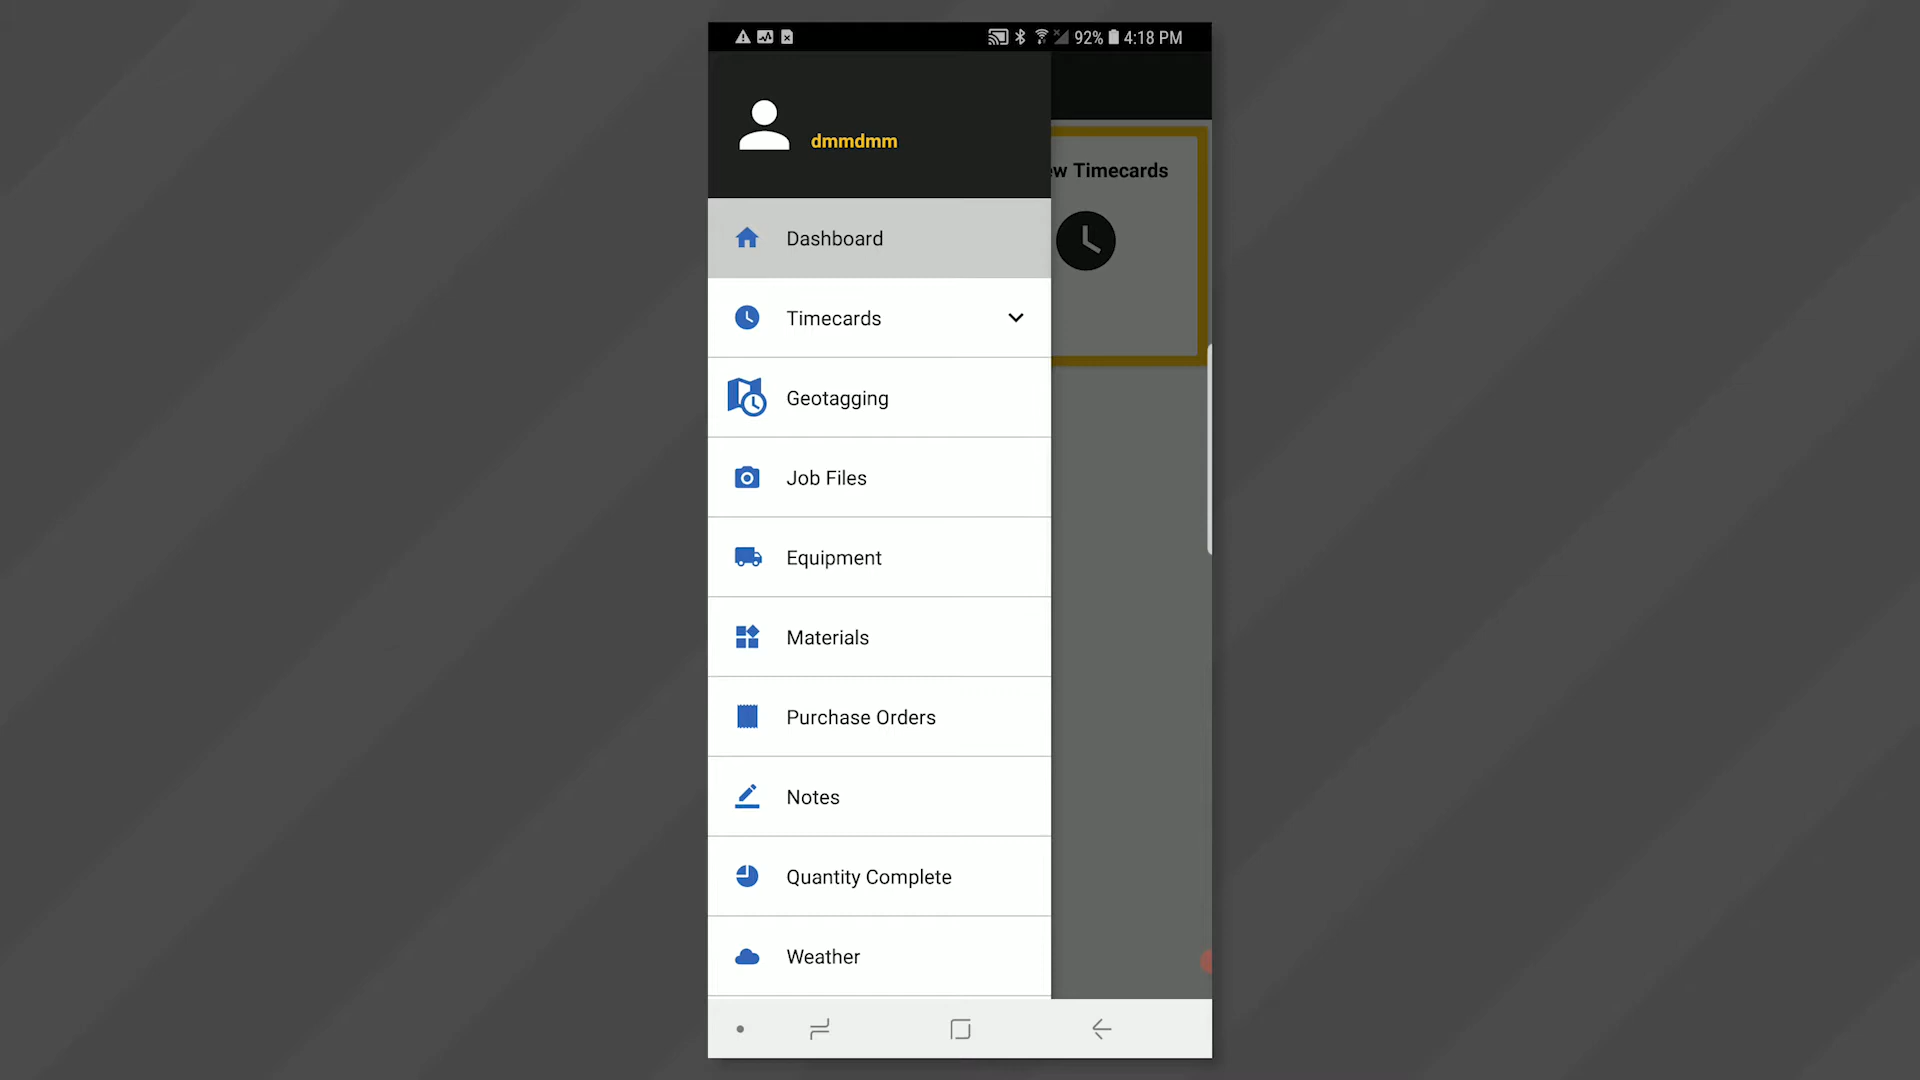 92% 4:18 PM
dmmdmm
ew Timecards
Dashboard
Timecards
Geotagging
Job Files
Equipment
Materials
Purchase Orders
Notes
Quantity Complete
Weather